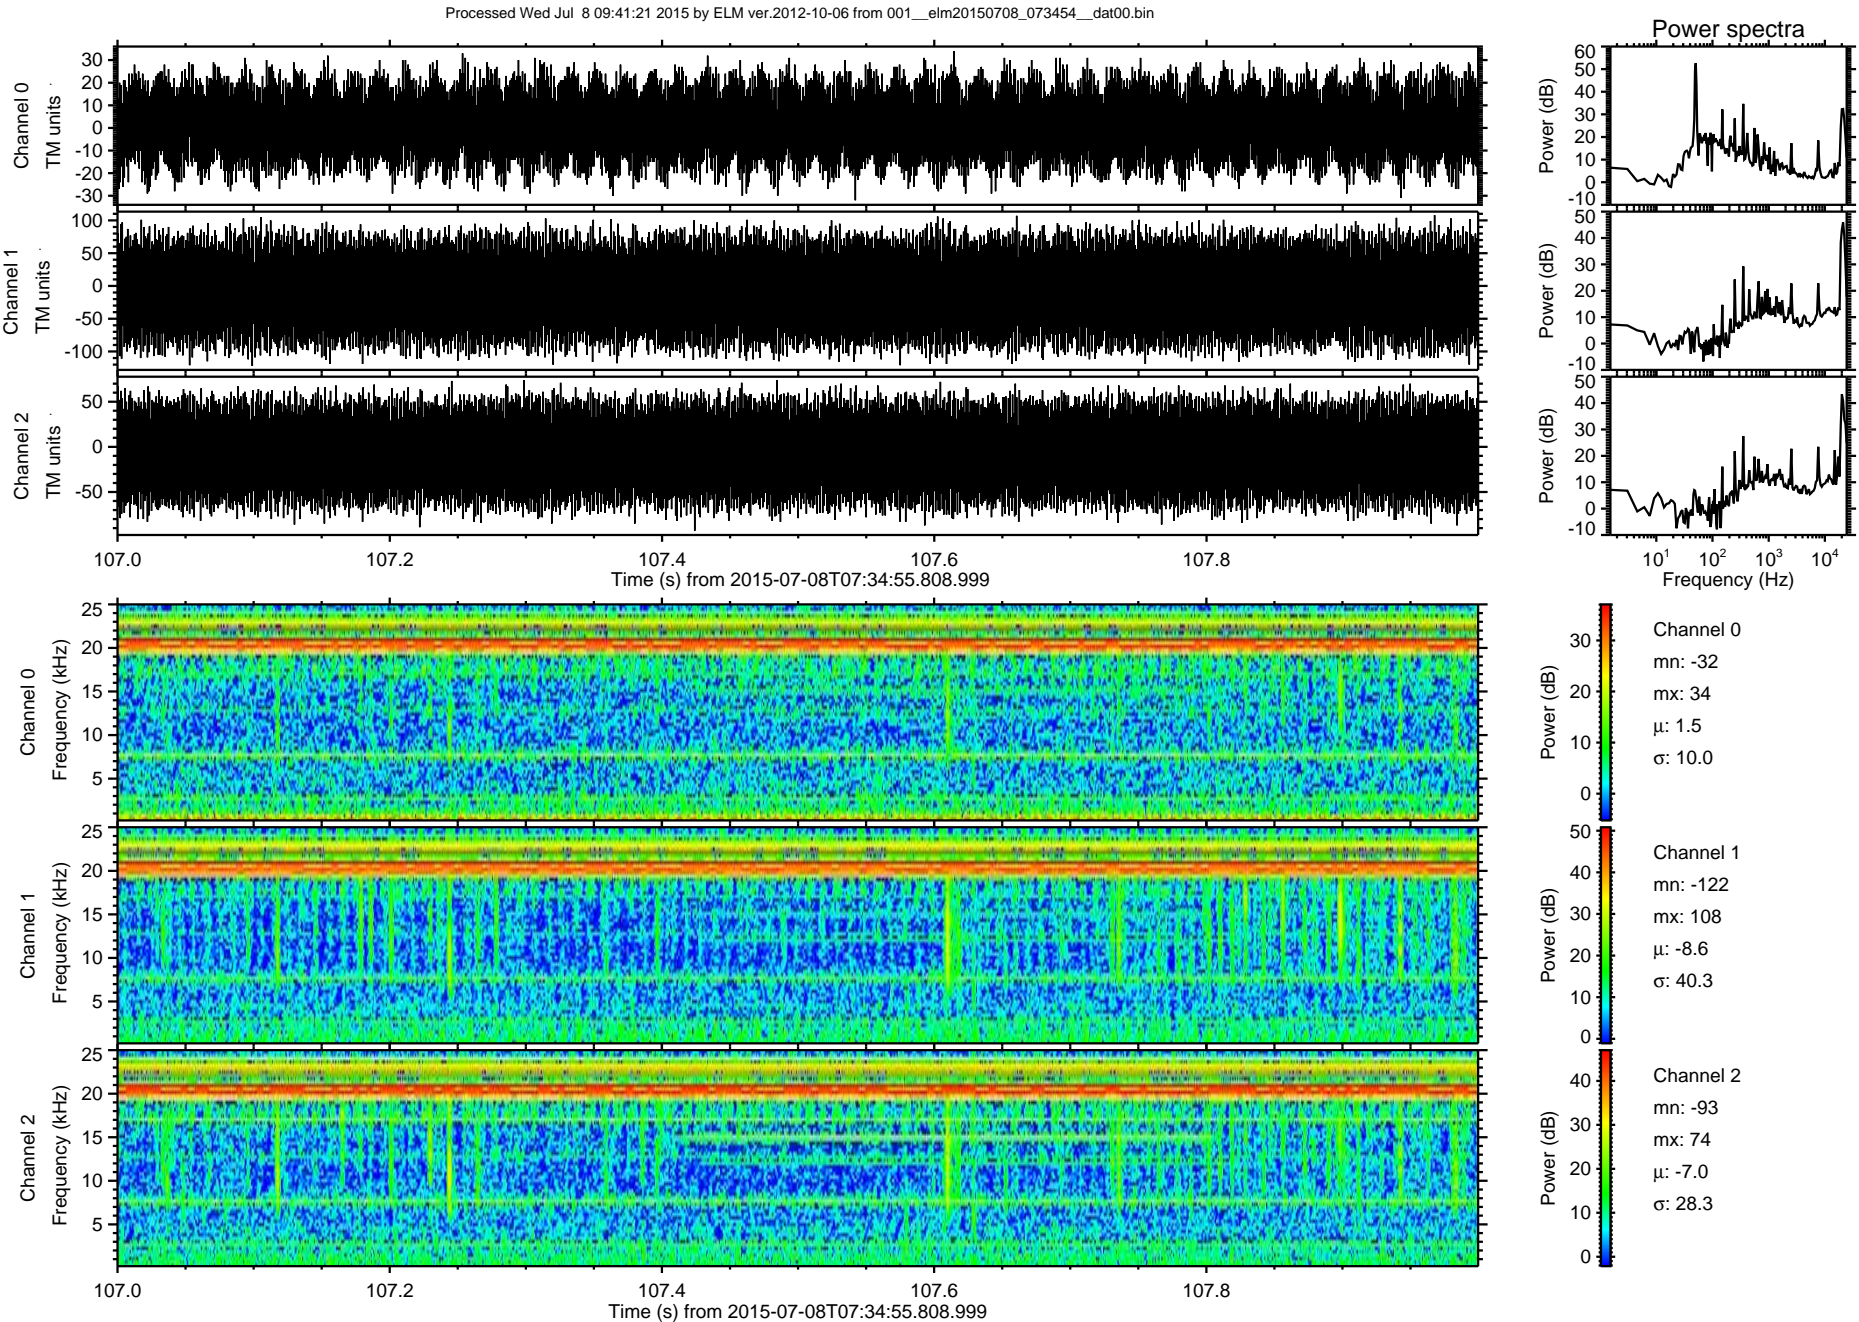 Processed Wed Jul  8 09:41:21 2015 by ELM ver.2012-10-06 from 001__elm20150708_073454__dat00.bin
Power spectra
Channel 0
TM units
30
20
10
0
-10
-20
-30
Power (dB)
60
50
40
30
20
10
0
-10
Channel 1
TM units
100
50
0
-50
-100
Power (dB)
50
40
30
20
10
0
-10
Channel 2
TM units
50
0
-50
Power (dB)
50
40
30
20
10
0
-10
107.0 107.2 107.4 107.6 107.8
Time (s) from 2015-07-08T07:34:55.808.999
10^1 10^2 10^3 10^4
Frequency (Hz)
Channel 0
Frequency (kHz)
25
20
15
10
5
Power (dB)
30
20
10
0
Channel 0
mn: -32
mx: 34
μ: 1.5
σ: 10.0
Channel 1
Frequency (kHz)
25
20
15
10
5
Power (dB)
50
40
30
20
10
0
Channel 1
mn: -122
mx: 108
μ: -8.6
σ: 40.3
Channel 2
Frequency (kHz)
25
20
15
10
5
Power (dB)
40
30
20
10
0
Channel 2
mn: -93
mx: 74
μ: -7.0
σ: 28.3
107.0 107.2 107.4 107.6 107.8
Time (s) from 2015-07-08T07:34:55.808.999